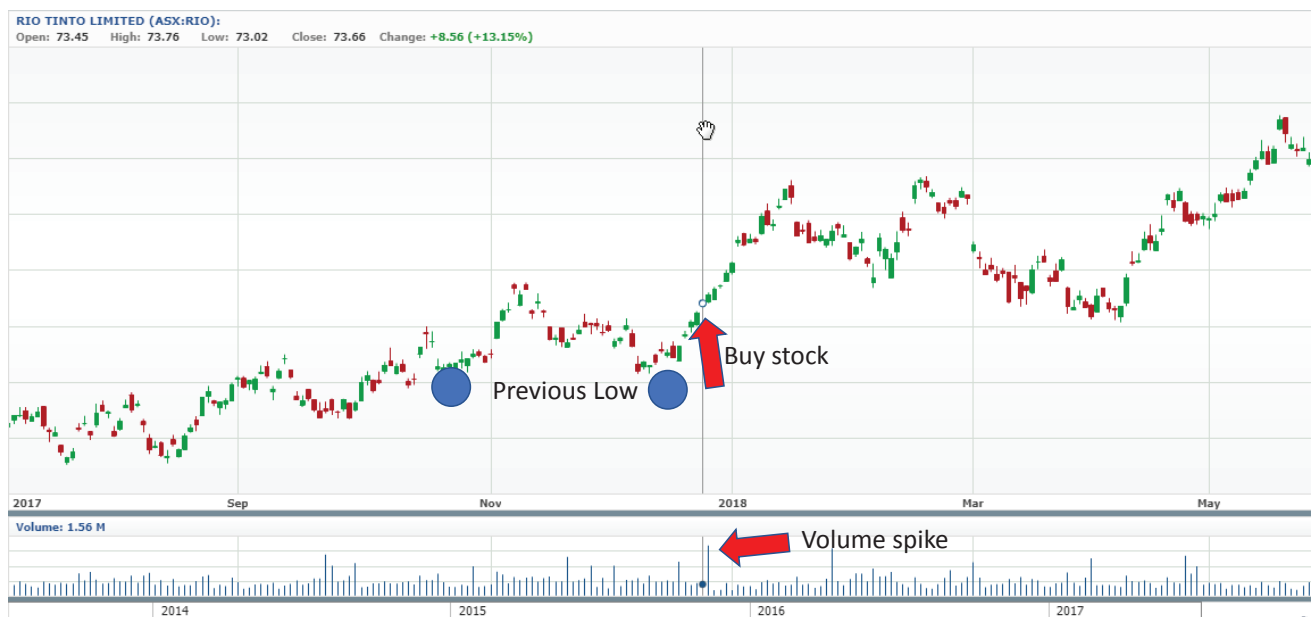 RIO TINTO LIMITED (ASX:RIO):
Open: 73.45 High: 73.76 Low: 73.02 Close: 73.66 Change: +8.56 (+13.15%)
Buy stock
Previous Low
2017 Sep Nov 2018 Mar May
Volume: 1.56 M
Volume spike
2014 2015 2016 2017